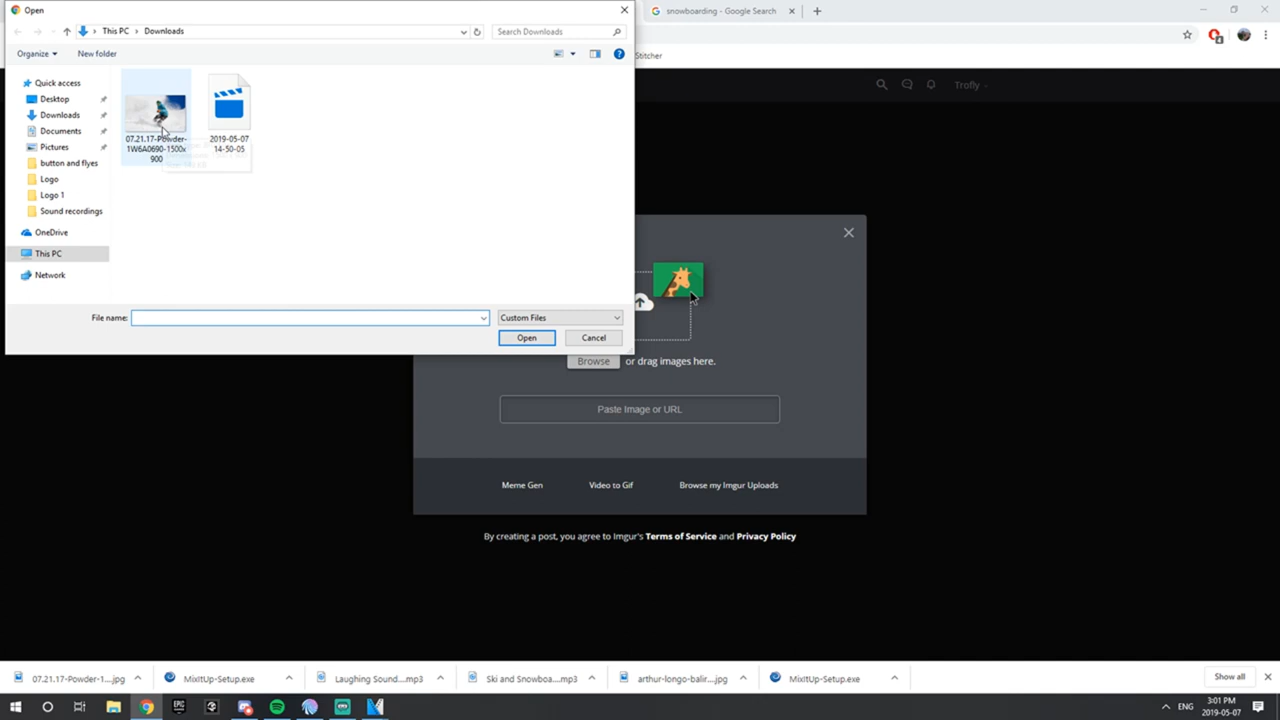 Open
snowboarding - Google Search
This PC
Downloads
Search Downloads
Organize
New folder
Stitcher
Quick access
Desktop
Downloads
Documents
Pictures
button and flyes
Logo
Logo 1
Sound recordings
OneDrive
This PC
Network
07.21.17-Powder-
1W6A0690-1500x
900
2019-05-07
14-50-05
Trofly
File name:
Custom Files
Open
Cancel
Browse
or drag images here.
Paste Image or URL
Meme Gen
Video to Gif
Browse my Imgur Uploads
By creating a post, you agree to Imgur's Terms of Service and Privacy Policy
07.21.17-Powder-1....jpg
MixItUp-Setup.exe
Laughing Sound....mp3
Ski and Snowboa....mp3
arthur-longo-balir....jpg
MixItUp-Setup.exe
Show all
EPIC
GAMES
ENG
3:01 PM
2019-05-07